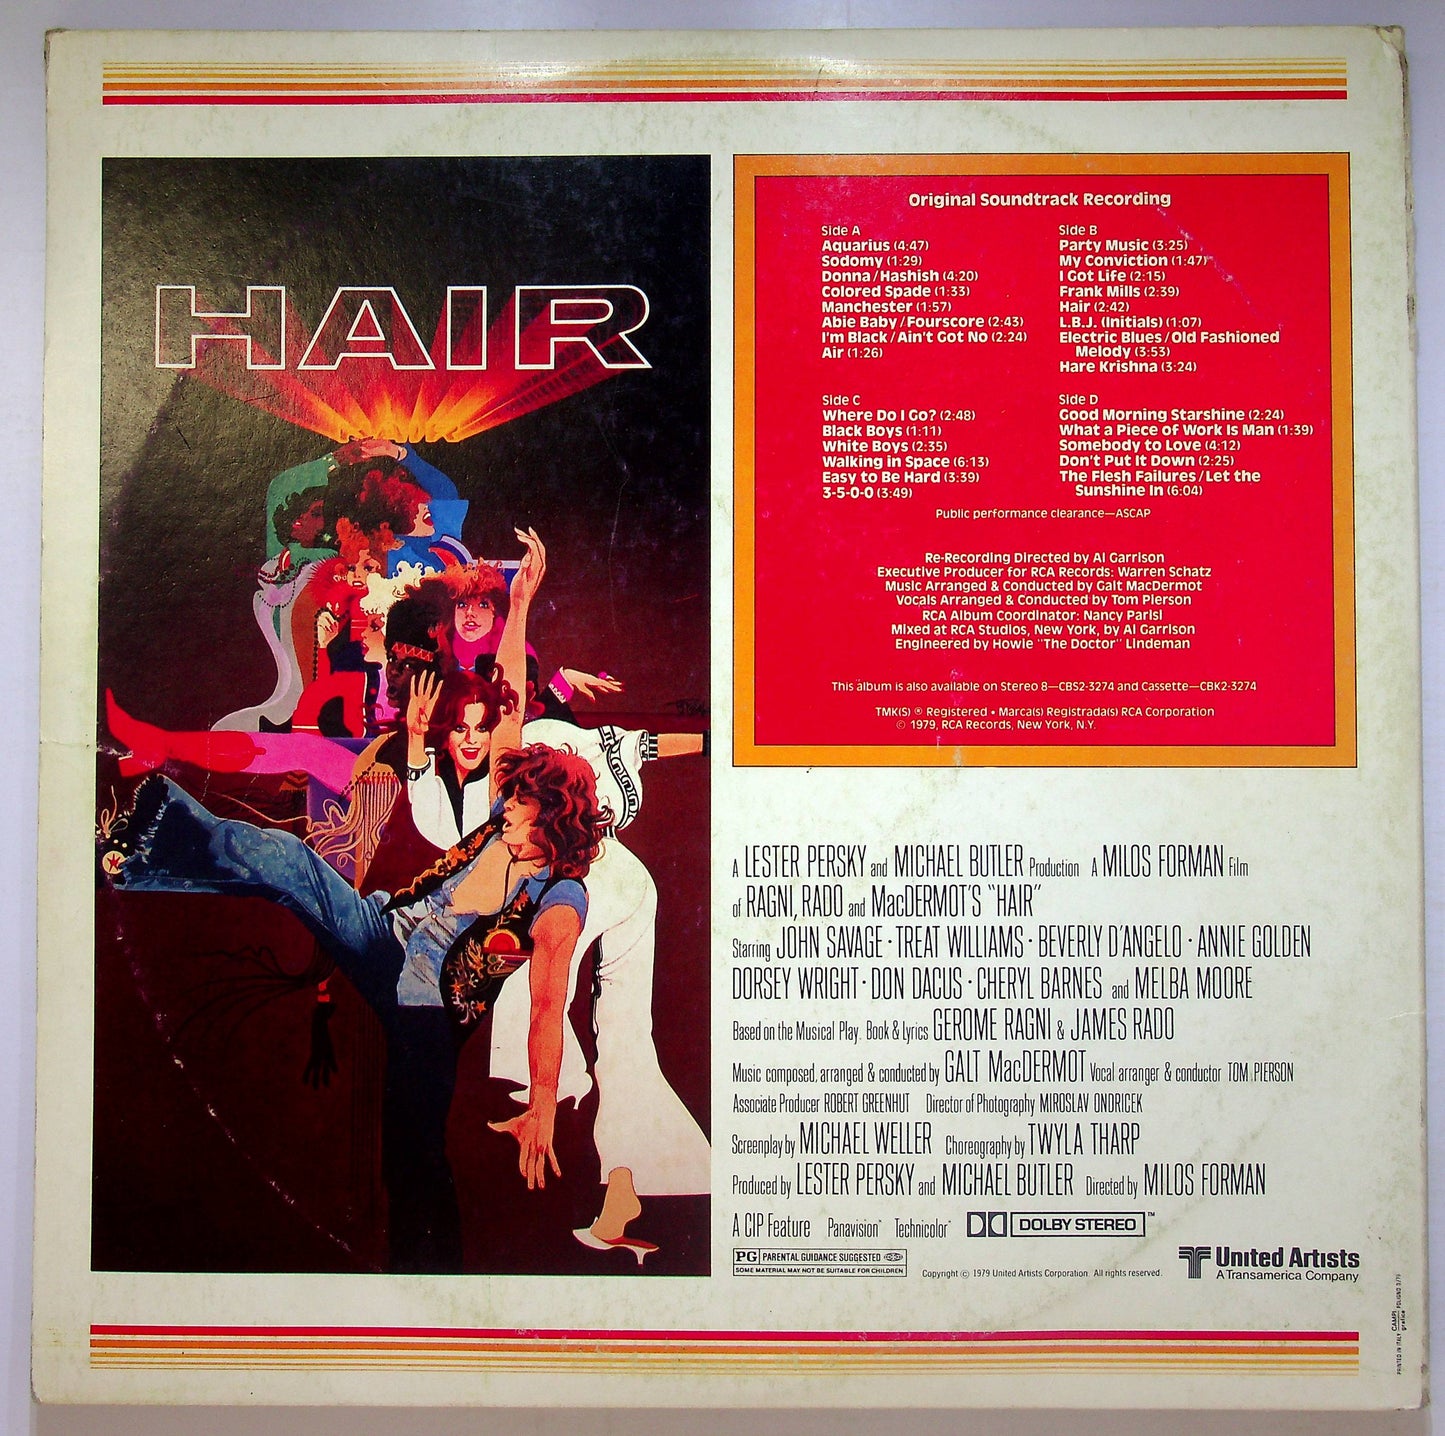 HAIR
Original Soundtrack Recording
Side A
Aquarius (4:47)
Sodomy (1:29)
Donna/Hashish (4:20)
Colored Spade (1:33)
Manchester (1:57)
Abie Baby/Fourscore (2:43)
I'm Black/Ain't Got No (2:24)
Air (1:26)
Side B
Party Music (3:25)
My Conviction (1:47)
I Got Life (2:15)
Frank Mills (2:39)
Hair (2:42)
L.B.J. (Initials) (1:07)
Electric Blues/Old Fashioned
Melody (3:53)
Hare Krishna (3:24)
Side C
Where Do I Go? (2:48)
Black Boys (1:11)
White Boys (2:35)
Walking in Space (6:13)
Easy to Be Hard (3:39)
3-5-0-0 (3:49)
Side D
Good Morning Starshine (2:24)
What a Piece of Work Is Man (1:39)
Somebody to Love (4:12)
Don't Put It Down (2:25)
The Flesh Failures/Let the
Sunshine In (6:04)
Public performance clearance—ASCAP
Re-Recording Directed by Al Garrison
Executive Producer for RCA Records: Warren Schatz
Music Arranged & Conducted by Galt MacDermot
Vocals Arranged & Conducted by Tom Pierson
RCA Album Coordinator: Nancy Parisi
Mixed at RCA Studios, New York, by Al Garrison
Engineered by Howie "The Doctor" Lindeman
This album is also available on Stereo 8—CBS2-3274 and Cassette—CBK2-3274
TMK(S) ® Registered • Marca(s) Registrada(s) RCA Corporation
© 1979, RCA Records, New York, N.Y.
A LESTER PERSKY and MICHAEL BUTLER Production A MILOS FORMAN Film
of RAGNI, RADO and MacDERMOT'S "HAIR"
Starring JOHN SAVAGE · TREAT WILLIAMS · BEVERLY D'ANGELO · ANNIE GOLDEN
DORSEY WRIGHT · DON DACUS · CHERYL BARNES and MELBA MOORE
Based on the Musical Play. Book & Lyrics GEROME RAGNI & JAMES RADO
Music composed, arranged & conducted by GALT MacDERMOT Vocal arranger & conductor TOM PIERSON
Associate Producer ROBERT GREENHUT Director of Photography MIROSLAV ONDRICEK
Screenplay by MICHAEL WELLER Choreography by TWYLA THARP
Produced by LESTER PERSKY and MICHAEL BUTLER Directed by MILOS FORMAN
A CIP Feature Panavision® Technicolor® DOLBY STEREO™
PG PARENTAL GUIDANCE SUGGESTED
SOME MATERIAL MAY NOT BE SUITABLE FOR CHILDREN
Copyright © 1979 United Artists Corporation. All rights reserved.
United Artists
A Transamerica Company
PRINTED IN ITALY CAMPI grafica FOLIGNO